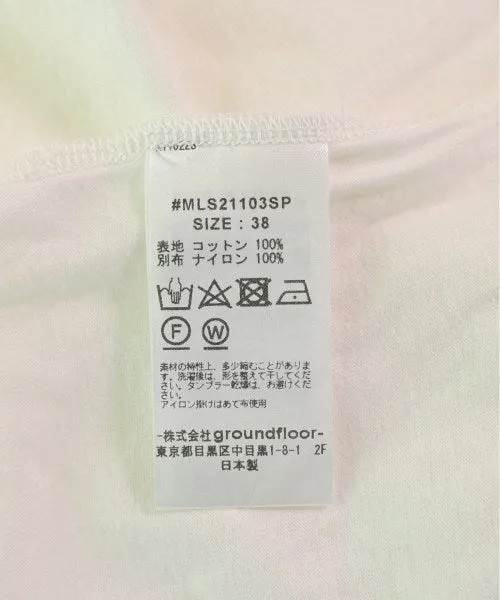 #MLS21103SP
SIZE : 38
表地 コットン 100%
別布 ナイロン 100%
F W
素材の特性上、多少縮むことがありま
す。洗濯後は、形を整えて干してくだ
さい。タンブラー乾燥は、お避けくだ
さい。
アイロン掛けはあて布使用
-株式会社groundfloor-
東京都目黒区中目黒1-8-1 2F
日本製